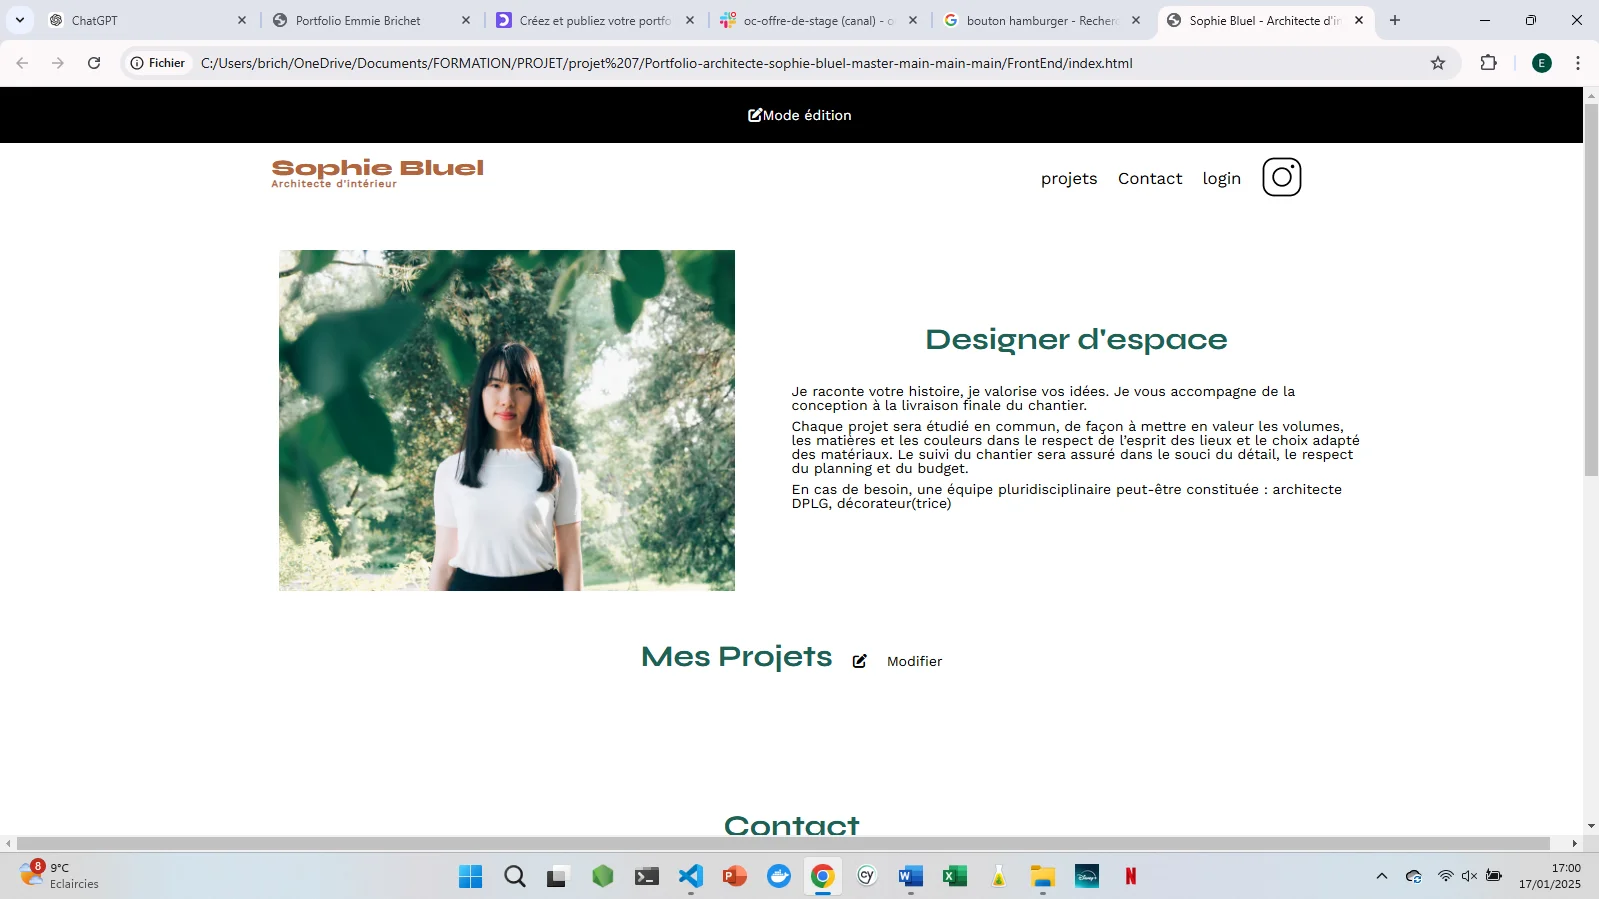 ChatGPT
Portfolio Emmie Brichet
Créez et publiez votre portfo
oc-offre-de-stage (canal) - o
bouton hamburger - Recherc
Sophie Bluel - Architecte d'in
Fichier
C:/Users/brich/OneDrive/Documents/FORMATION/PROJET/projet%207/Portfolio-architecte-sophie-bluel-master-main-main-main/FrontEnd/index.html
E
Mode édition
Sophie Bluel
Architecte d'intérieur
projets Contact login
Designer d'espace
Je raconte votre histoire, je valorise vos idées. Je vous accompagne de la
conception à la livraison finale du chantier.
Chaque projet sera étudié en commun, de façon à mettre en valeur les volumes,
les matières et les couleurs dans le respect de l'esprit des lieux et le choix adapté
des matériaux. Le suivi du chantier sera assuré dans le souci du détail, le respect
du planning et du budget.
En cas de besoin, une équipe pluridisciplinaire peut-être constituée : architecte
DPLG, décorateur(trice)
Mes Projets
Modifier
Contact
8
9°C
Eclaircies
cy
Disney+
N
17:00
17/01/2025